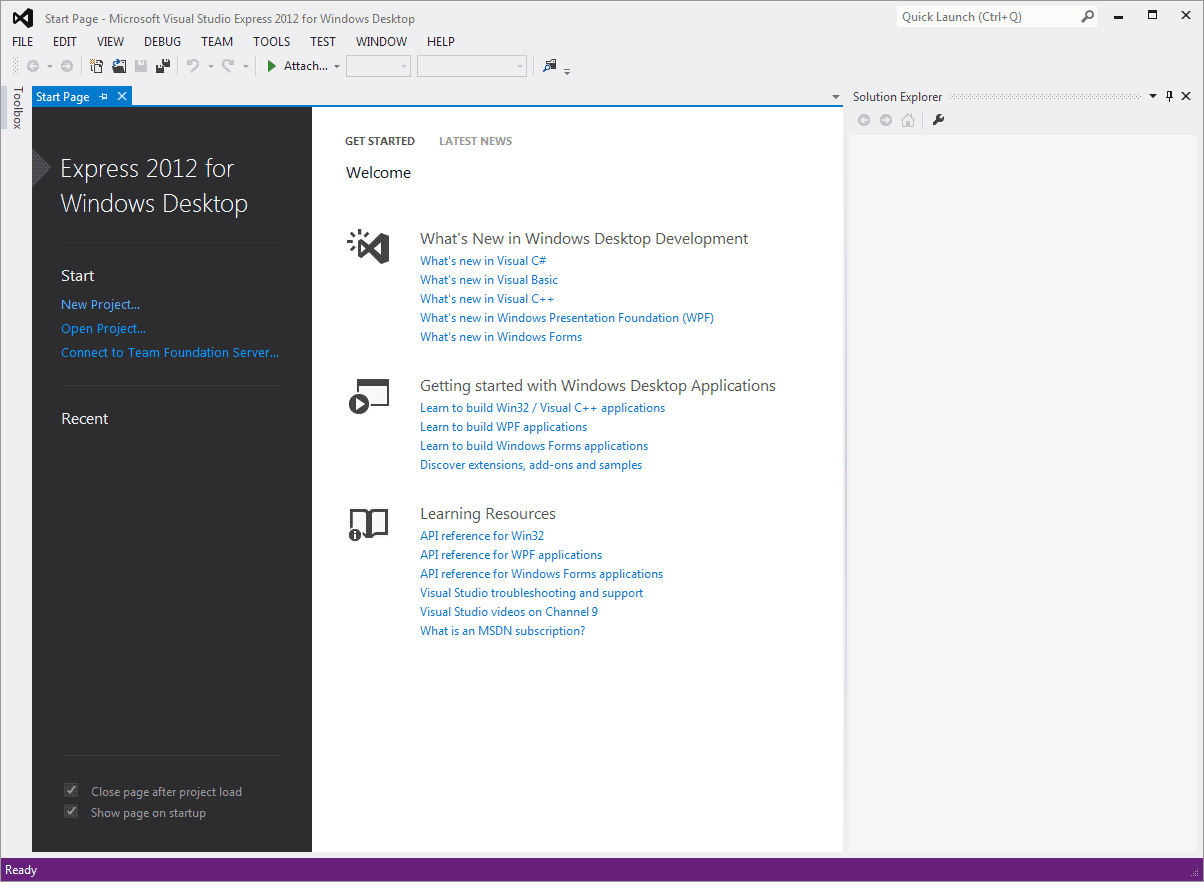 Start Page - Microsoft Visual Studio Express 2012 for Windows Desktop
Quick Launch (Ctrl+Q)
FILE EDIT VIEW DEBUG TEAM TOOLS TEST WINDOW HELP
Attach...
Toolbox
Start Page
Solution Explorer
Express 2012 for
Windows Desktop
Start
New Project...
Open Project...
Connect to Team Foundation Server...
Recent
Close page after project load
Show page on startup
GET STARTED LATEST NEWS
Welcome
What's New in Windows Desktop Development
What's new in Visual C#
What's new in Visual Basic
What's new in Visual C++
What's new in Windows Presentation Foundation (WPF)
What's new in Windows Forms
Getting started with Windows Desktop Applications
Learn to build Win32 / Visual C++ applications
Learn to build WPF applications
Learn to build Windows Forms applications
Discover extensions, add-ons and samples
Learning Resources
API reference for Win32
API reference for WPF applications
API reference for Windows Forms applications
Visual Studio troubleshooting and support
Visual Studio videos on Channel 9
What is an MSDN subscription?
Ready